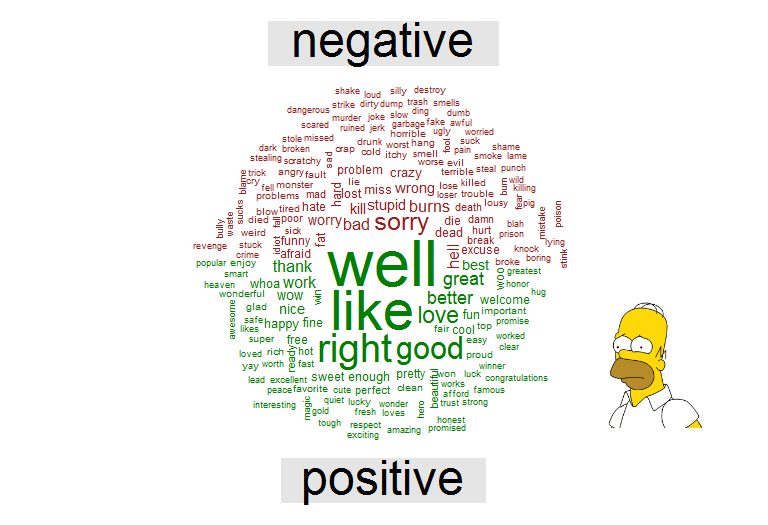 negative
shake loud silly destroy
dangerous strike dirty dump trash smells
murder joke slow ding dumb
scared ruined jerk garbage fake awful
stole missed horrible ugly worried
dark broken crap drunk worst hang fool suck shame
stealing scratchy sad cold itchy smell pain smoke lame
trick angry fault problem crazy worse evil terrible steal punch
cry fell monster lie wrong lose killed burn wild killing
blame problems mad hard lost miss loser trouble fear pig
sucks blow tired hate kill stupid burns death lousy mistake poison
waste died poor worry bad sorry die damn blah
bully weird sick fat dead hurt prison
revenge stuck idiot fall funny hell break knock lying
crime afraid excuse boring stink
popular enjoy thank well best broke greatest
smart whoa work great woo honor
heaven win hug
wonderful wow like better welcome
awesome glad nice love fun important
safe happy fine fair cool top promise
likes super free right good easy worked clear
loved rich ready hot proud
yay worth fast pretty won luck winner
lead excellent sweet enough beautiful congratulations
peace favorite cute perfect clean works famous
interesting magic quiet lucky wonder hero afford trust strong
gold fresh loves
tough respect amazing honest
exciting promised
positive